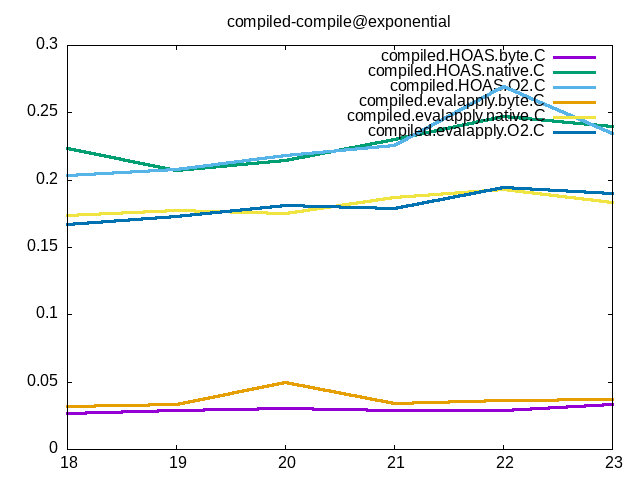 compiled-compile@exponential
0.3
compiled.HOAS.byte.C
compiled.HOAS.native.C
compiled.HOAS.O2.C
compiled.evalapply.byte.C
compiled.evalapply.native.C
compiled.evalapply.O2.C
0.25
0.2
0.15
0.1
0.05
0
18 19 20 21 22 23